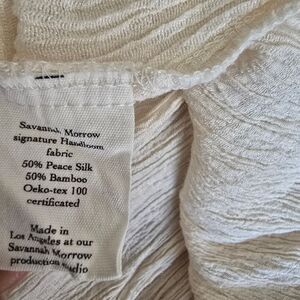 Savannah Morrow
signature Handloom
fabric
50% Peace Silk
50% Bamboo
Oeko-tex 100
certificated
Made in
Los Angeles at our
Savannah Morrow
production studio